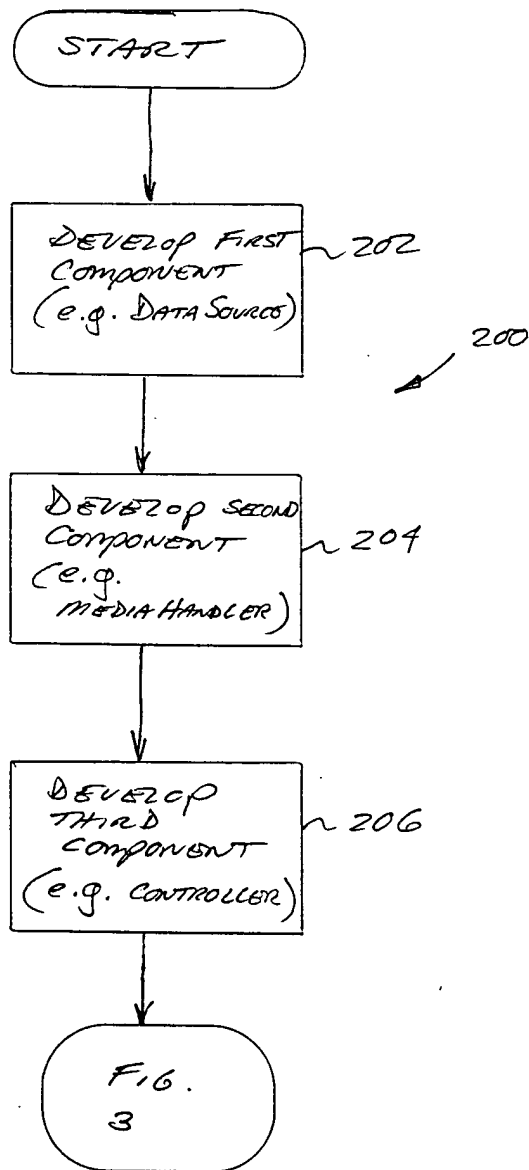 START
DEVELOP FIRST
COMPONENT
(e.g. DATA SOURCE)
202
200
DEVELOP SECOND
COMPONENT
(e.g.
MEDIA HANDLER)
204
DEVELOP
THIRD
COMPONENT
(e.g. CONTROLLER)
206
FIG.
3